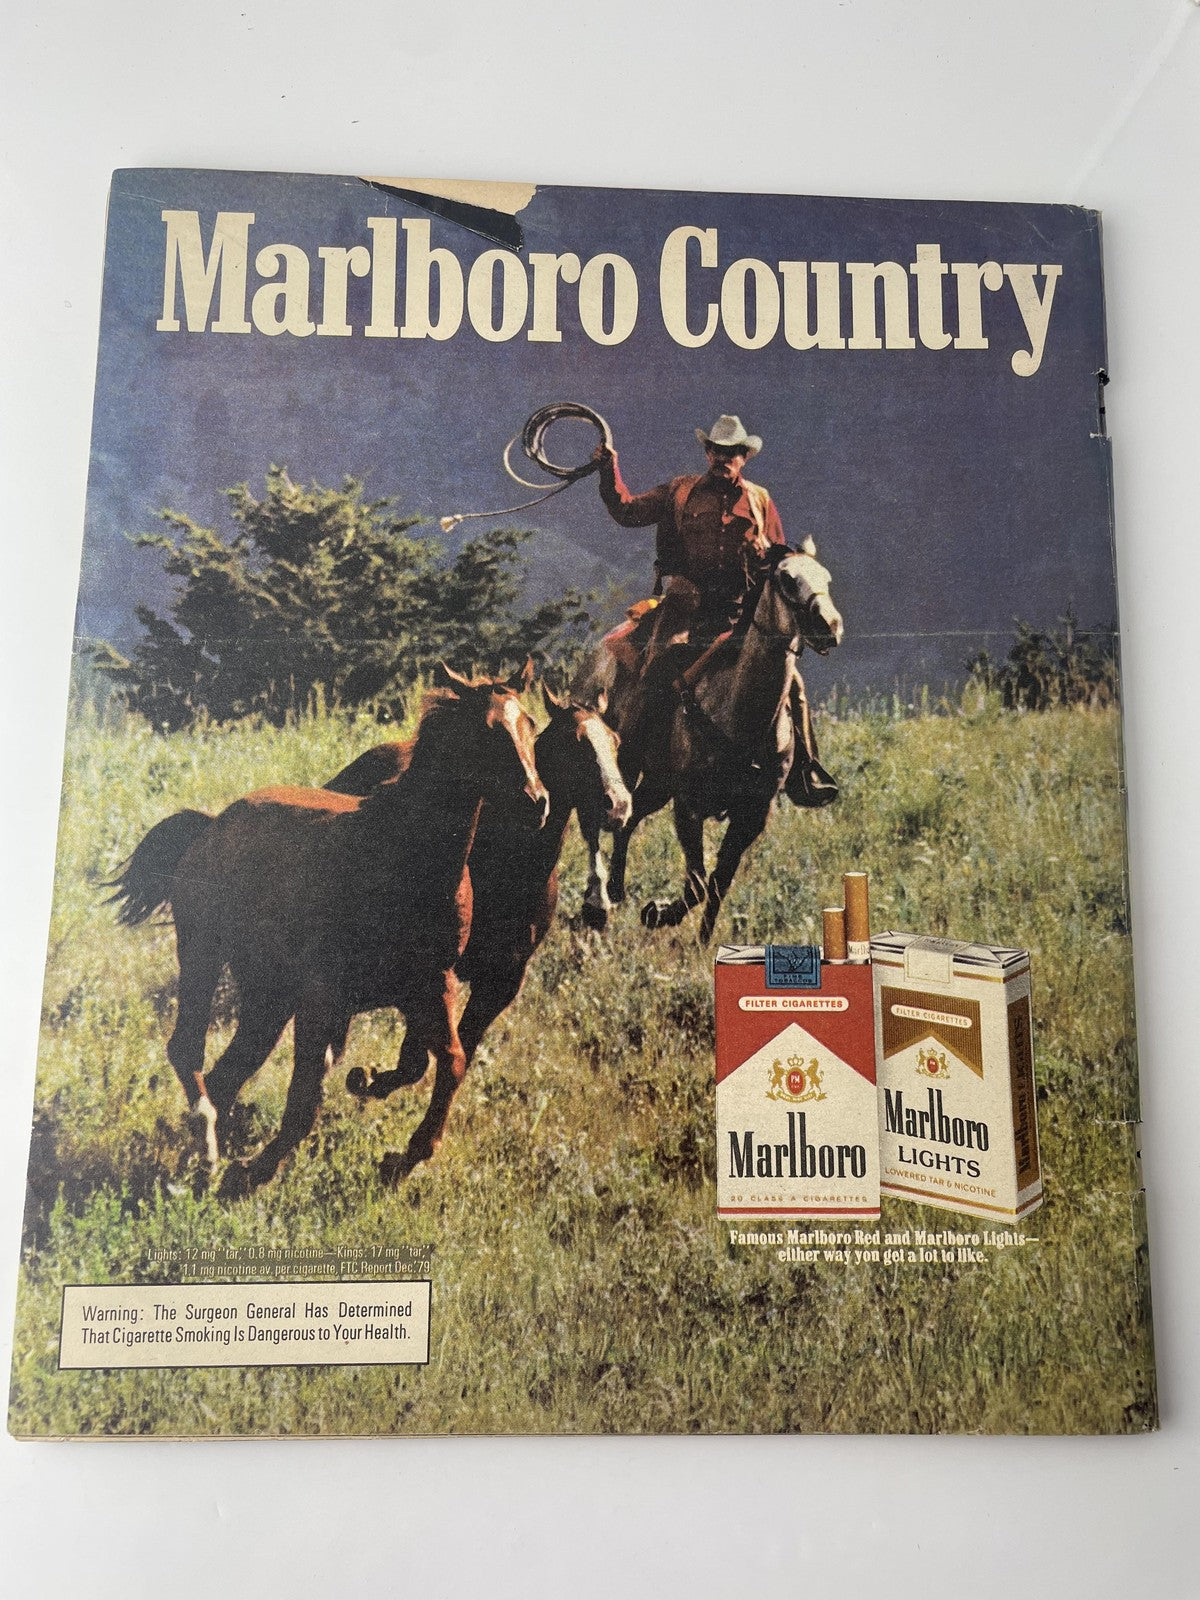 Marlboro Country
FILTER CIGARETTES
PM
Marlboro
20 CLASS A CIGARETTES
FILTER CIGARETTES
Marlboro
LIGHTS
LOWERED TAR & NICOTINE
Famous Marlboro Red and Marlboro Lights—
either way you get a lot to like.
Lights: 12 mg "tar," 0.8 mg nicotine—Kings: 17 mg "tar,"
1.1 mg nicotine av. per cigarette, FTC Report Dec.'79
Warning: The Surgeon General Has Determined
That Cigarette Smoking Is Dangerous to Your Health.